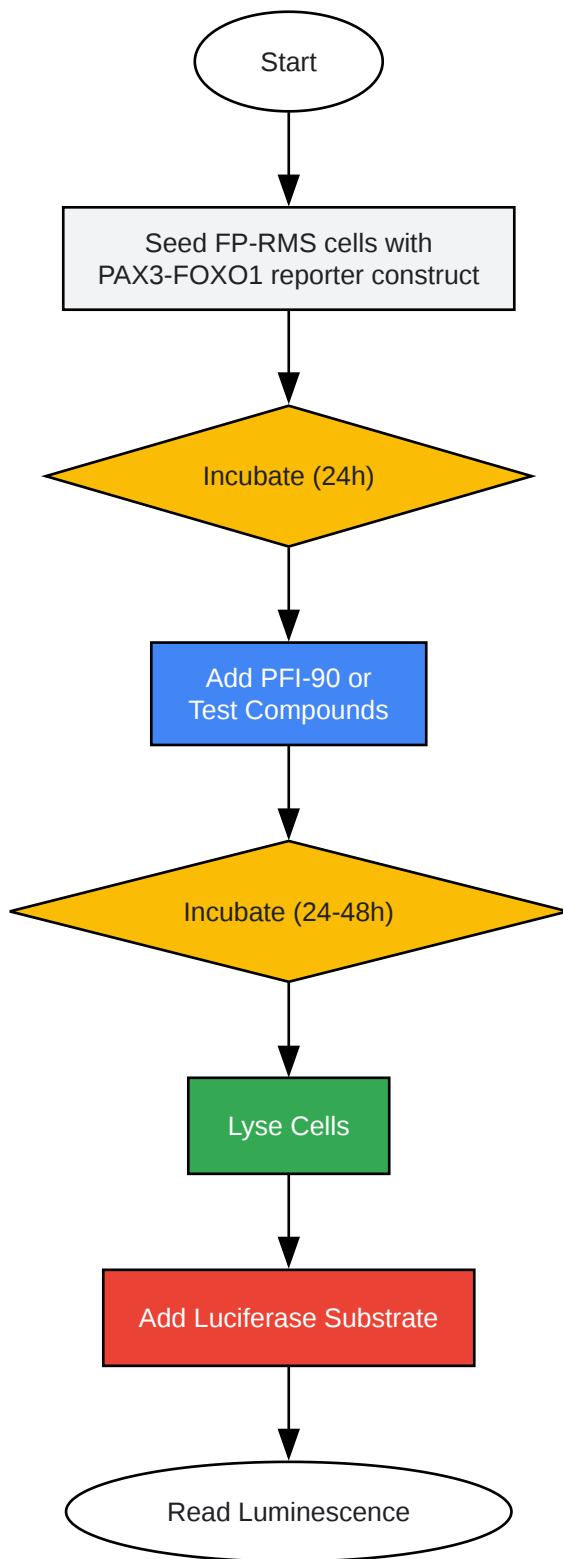 Start
Seed FP-RMS cells with
PAX3-FOXO1 reporter construct
Incubate (24h)
Add PFI-90 or
Test Compounds
Incubate (24-48h)
Lyse Cells
Add Luciferase Substrate
Read Luminescence